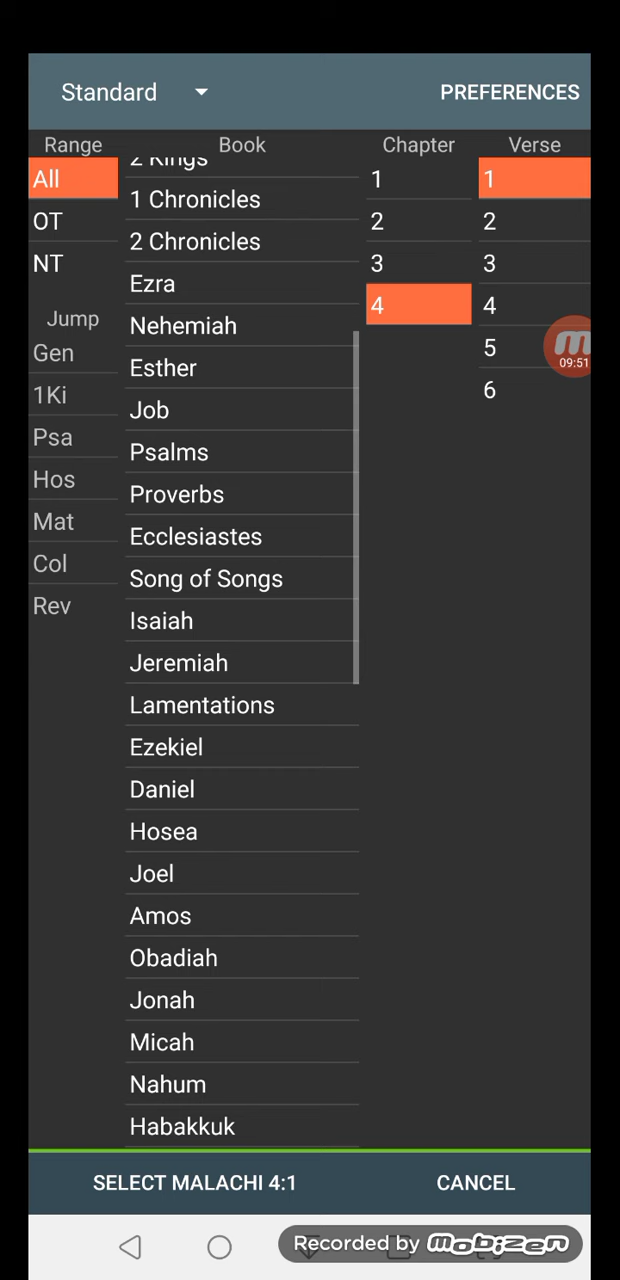 Standard
PREFERENCES
Range
Book
Chapter
Verse
All
OT
NT
Jump
Gen
1Ki
Psa
Hos
Mat
Col
Rev
2 Kings
1 Chronicles
2 Chronicles
Ezra
Nehemiah
Esther
Job
Psalms
Proverbs
Ecclesiastes
Song of Songs
Isaiah
Jeremiah
Lamentations
Ezekiel
Daniel
Hosea
Joel
Amos
Obadiah
Jonah
Micah
Nahum
Habakkuk
1
2
3
4
1
2
3
4
5
6
09:51
SELECT MALACHI 4:1
CANCEL
Recorded by mobizen